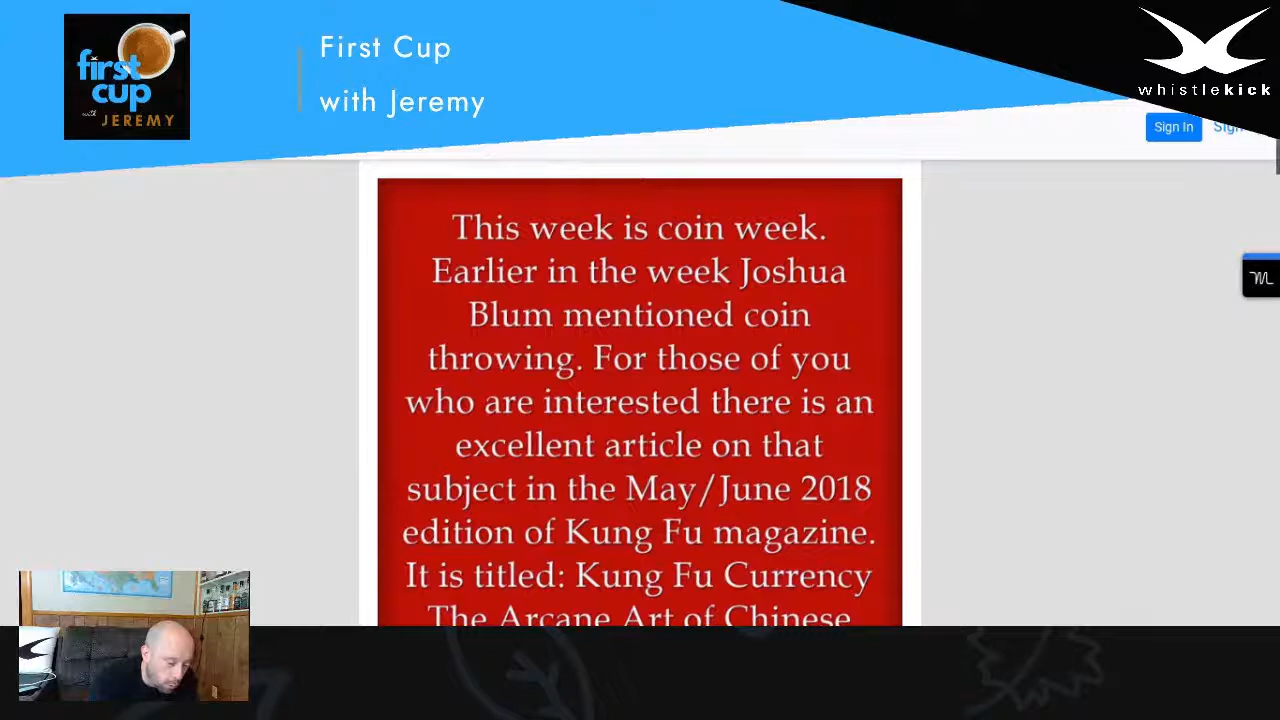 first
cup
with
JEREMY
First Cup
with Jeremy
whistlekick
Sign In
This week is coin week.
Earlier in the week Joshua
Blum mentioned coin
throwing. For those of you
who are interested there is an
excellent article on that
subject in the May/June 2018
edition of Kung Fu magazine.
It is titled: Kung Fu Currency
The Arcane Art of Chinese